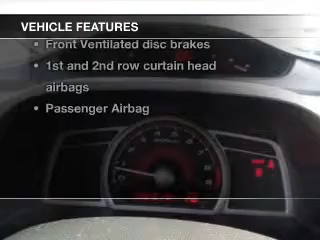 VEHICLE FEATURES
• Front Ventilated disc brakes
• 1st and 2nd row curtain head
airbags
• Passenger Airbag